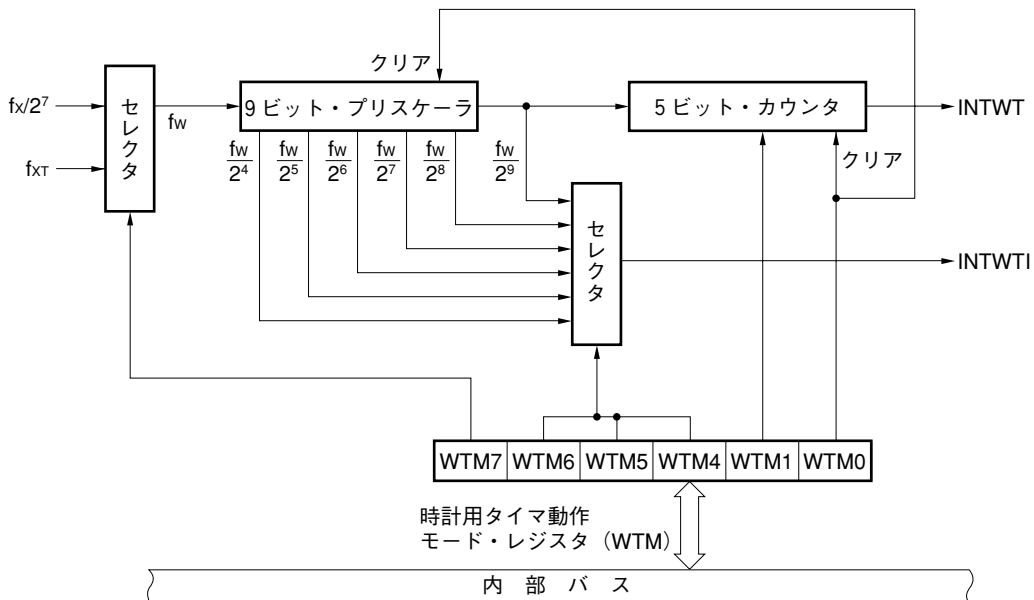 クリア
fX/2⁷
fXT
セレクタ
fW
9ビット・プリスケーラ
5ビット・カウンタ
INTWT
クリア
fW/2⁴
fW/2⁵
fW/2⁶
fW/2⁷
fW/2⁸
fW/2⁹
セレクタ
INTWTI
WTM7 WTM6 WTM5 WTM4 WTM1 WTM0
時計用タイマ動作
モード・レジスタ（WTM）
内部バス